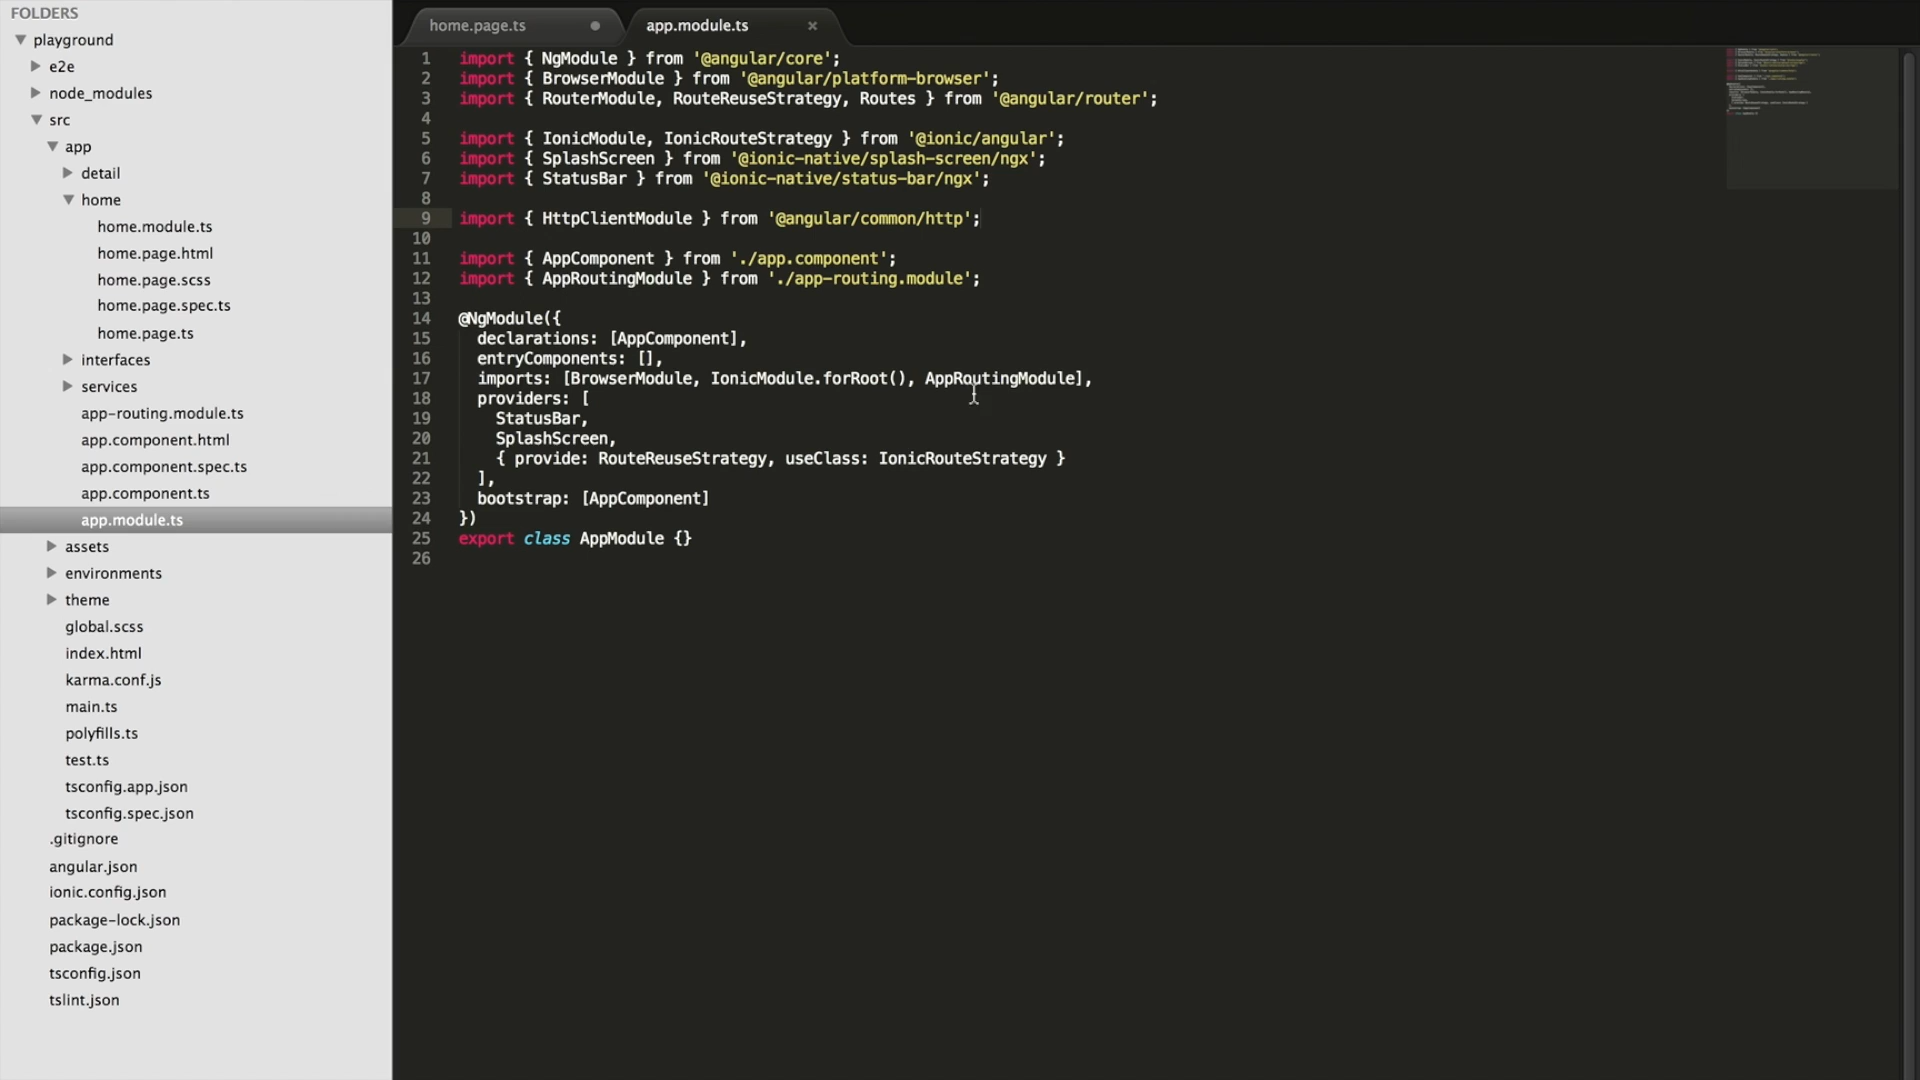 FOLDERS
playground
e2e
node_modules
src
app
detail
home
home.module.ts
home.page.html
home.page.scss
home.page.spec.ts
home.page.ts
interfaces
services
app-routing.module.ts
app.component.html
app.component.spec.ts
app.component.ts
app.module.ts
assets
environments
theme
global.scss
index.html
karma.conf.js
main.ts
polyfills.ts
test.ts
tsconfig.app.json
tsconfig.spec.json
.gitignore
angular.json
ionic.config.json
package-lock.json
package.json
tsconfig.json
tslint.json
home.page.ts
app.module.ts
1 import { NgModule } from '@angular/core';
2 import { BrowserModule } from '@angular/platform-browser';
3 import { RouterModule, RouteReuseStrategy, Routes } from '@angular/router';
4
5 import { IonicModule, IonicRouteStrategy } from '@ionic/angular';
6 import { SplashScreen } from '@ionic-native/splash-screen/ngx';
7 import { StatusBar } from '@ionic-native/status-bar/ngx';
8
9 import { HttpClientModule } from '@angular/common/http';
10
11 import { AppComponent } from './app.component';
12 import { AppRoutingModule } from './app-routing.module';
13
14 @NgModule({
15 declarations: [AppComponent],
16 entryComponents: [],
17 imports: [BrowserModule, IonicModule.forRoot(), AppRoutingModule],
18 providers: [
19 StatusBar,
20 SplashScreen,
21 { provide: RouteReuseStrategy, useClass: IonicRouteStrategy }
22 ],
23 bootstrap: [AppComponent]
24 })
25 export class AppModule {}
26